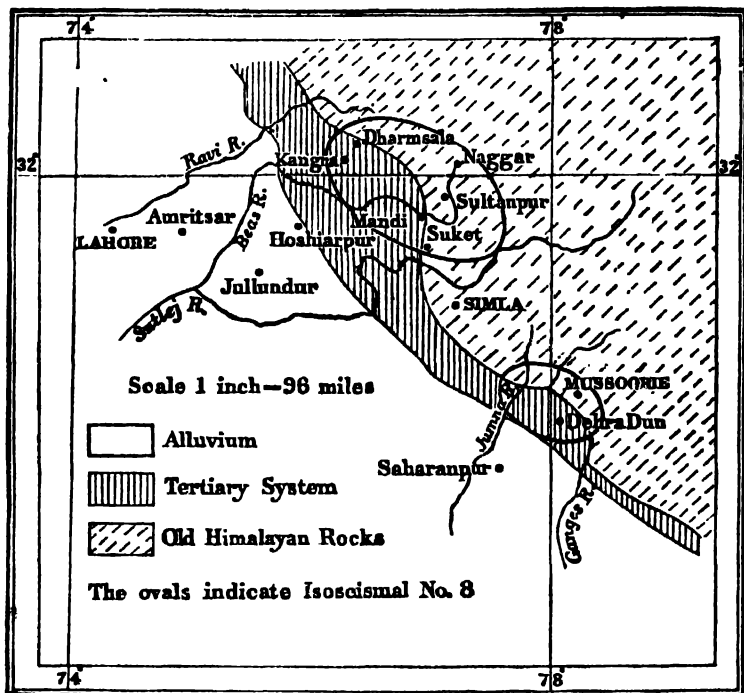 74° 78°
Ravi R.
Dharmsala
Kangra
Naggar
32° 32°
Sultanpur
Amritsar
Mandi
LAHORE
Beas R.
Hoshiarpur
Suket
Jullundur
Sutlej R.
SIMLA
Scale 1 inch—96 miles
MUSSOORIE
Jumna R.
Dehra Dun
Alluvium
Saharanpur
Tertiary System
Ganges R.
Old Himalayan Rocks
The ovals indicate Isoseismal No. 8
74° 78°